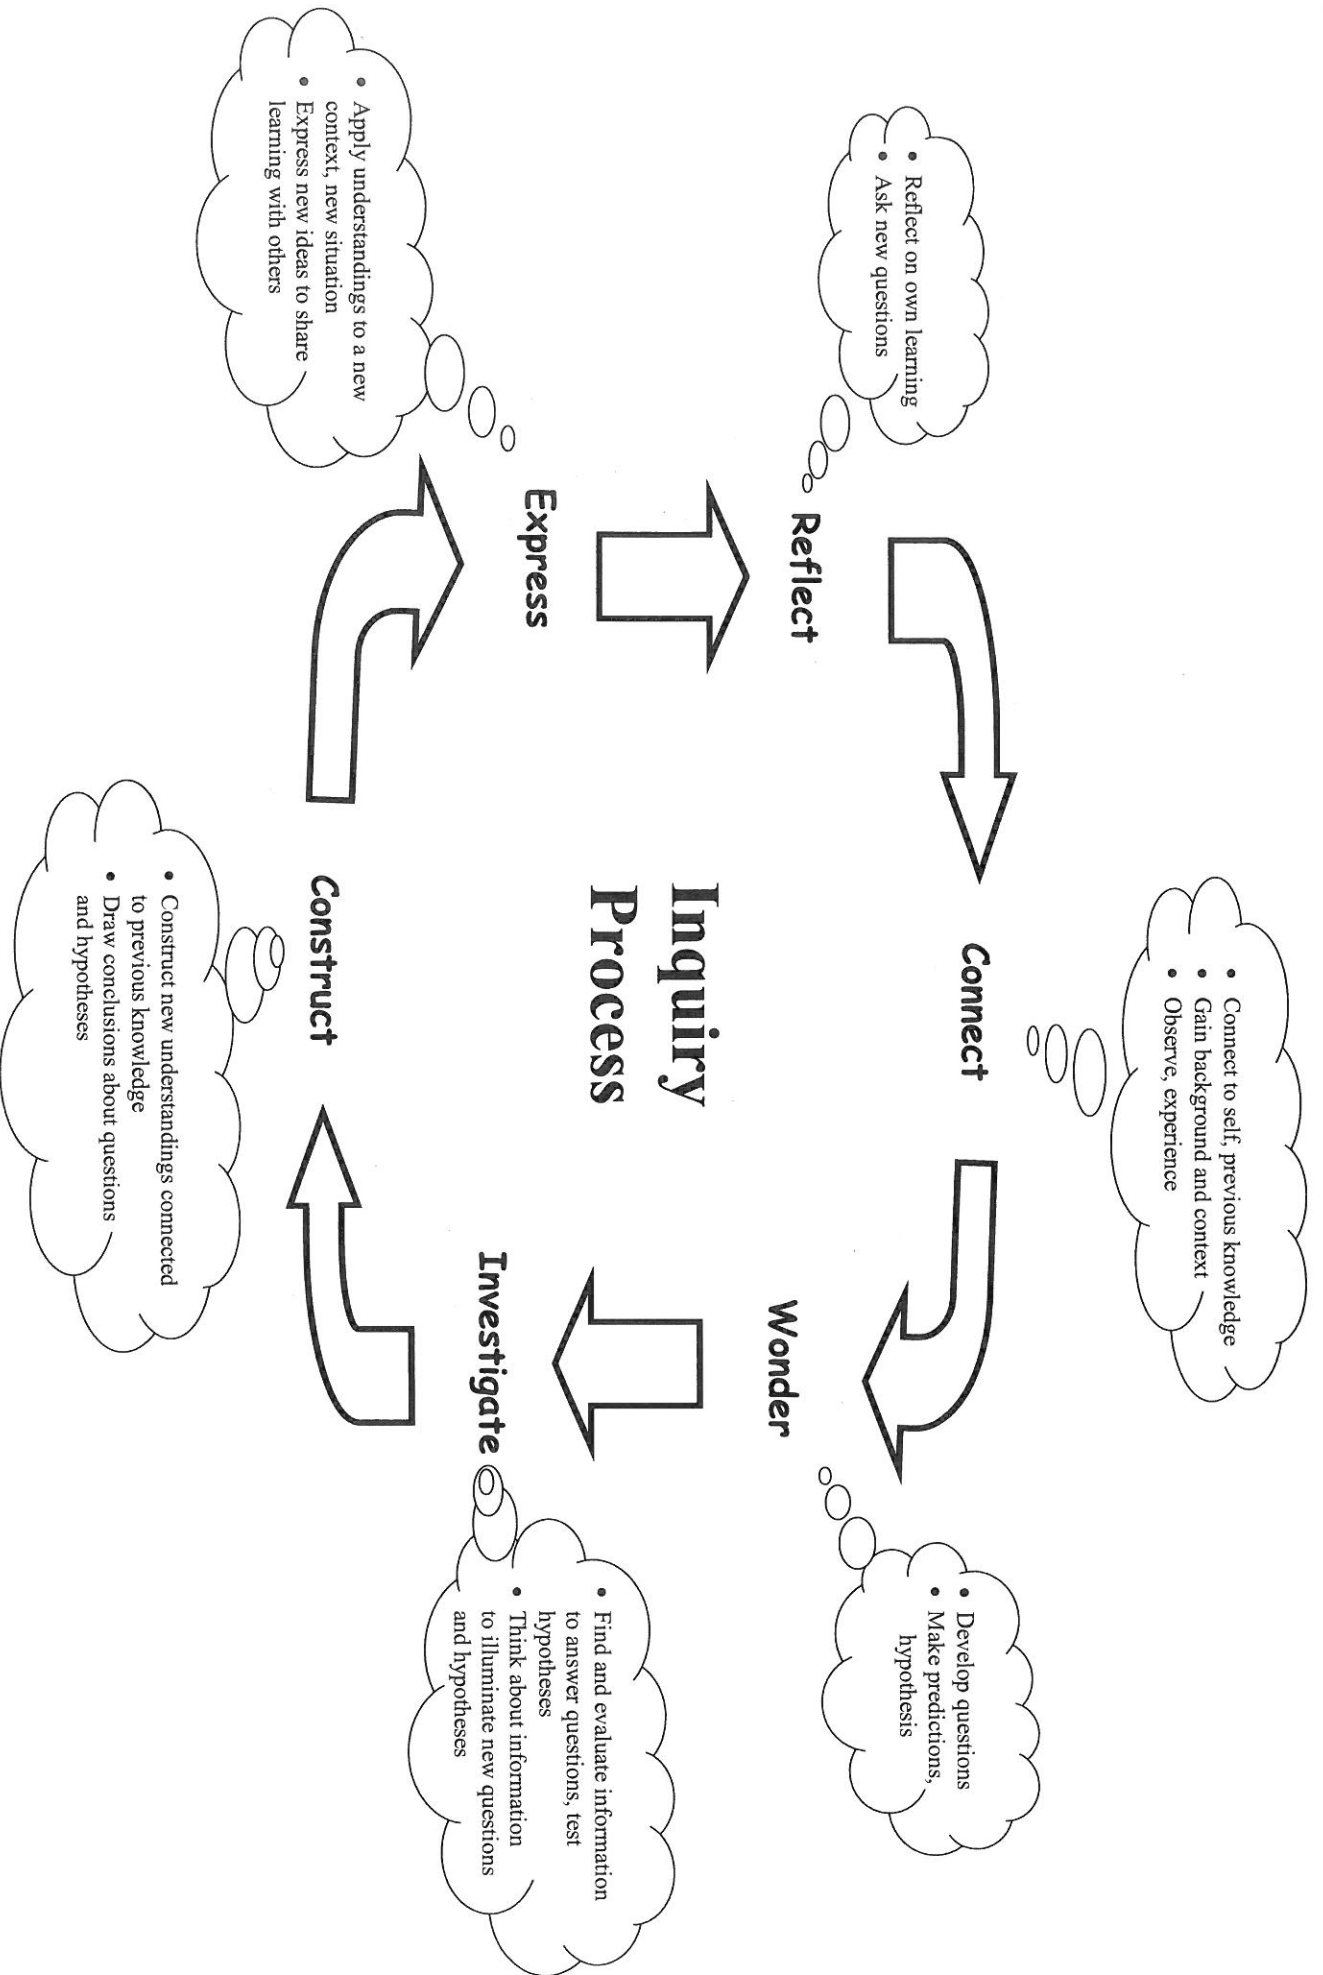 Inquiry
Process
Connect
• Connect to self, previous knowledge
• Gain background and context
• Observe, experience
Wonder
• Develop questions
• Make predictions,
hypothesis
Investigate
• Find and evaluate information
to answer questions, test
hypotheses
• Think about information
to illuminate new questions
and hypotheses
Construct
• Construct new understandings connected
to previous knowledge
• Draw conclusions about questions
and hypotheses
Express
• Apply understandings to a new
context, new situation
• Express new ideas to share
learning with others
Reflect
• Reflect on own learning
• Ask new questions